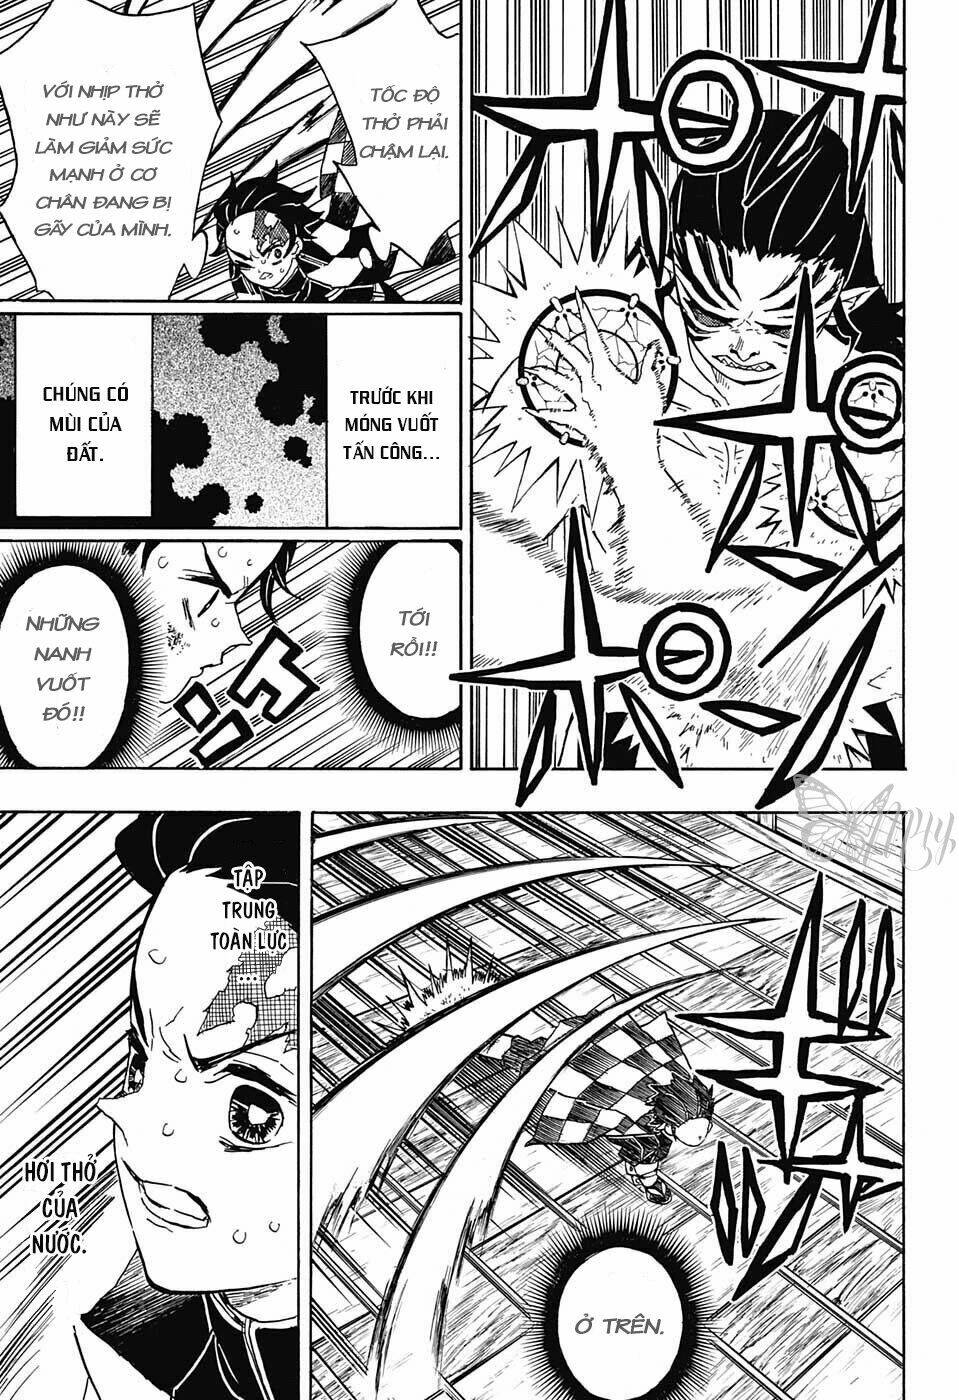 TỐC ĐỘ
THỞ PHẢI
CHẬM LẠI.
VỚI NHỊP THỞ
NHƯ NÀY SẼ
LÀM GIẢM SỨC
MẠNH Ở CƠ
CHÂN ĐANG BỊ
GÃY CỦA MÌNH.
TRƯỚC KHI
MÓNG VUỐT
TẤN CÔNG...
CHÚNG CÓ
MÙI CỦA
ĐẤT.
TỚI
RỒI!!
NHỮNG
NANH
VUỐT
ĐÓ!!
Ở TRÊN.
TẬP
TRUNG
TOÀN LỰC
...
HƠI THỞ
CỦA
NƯỚC.